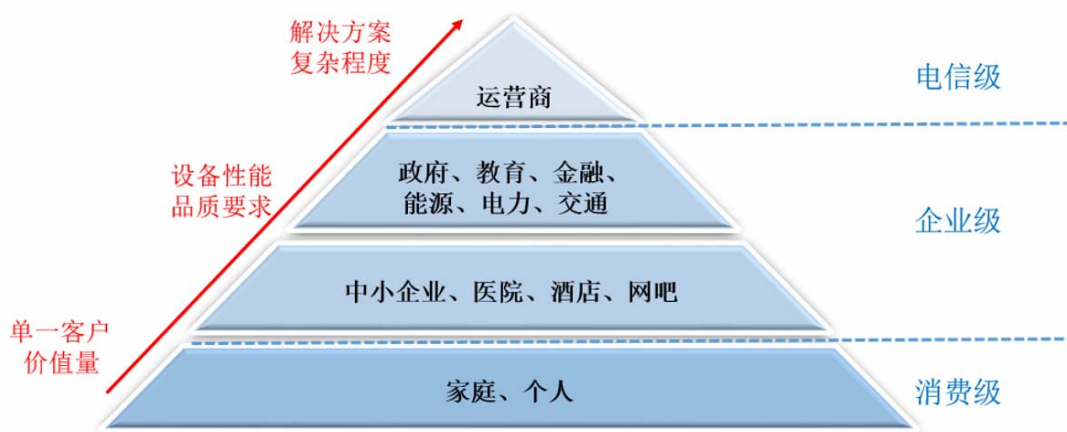 解决方案
复杂程度
运营商
电信级
设备性能
品质要求
政府、教育、金融、
能源、电力、交通
企业级
中小企业、医院、酒店、网吧
单一客户
价值量
家庭、个人
消费级